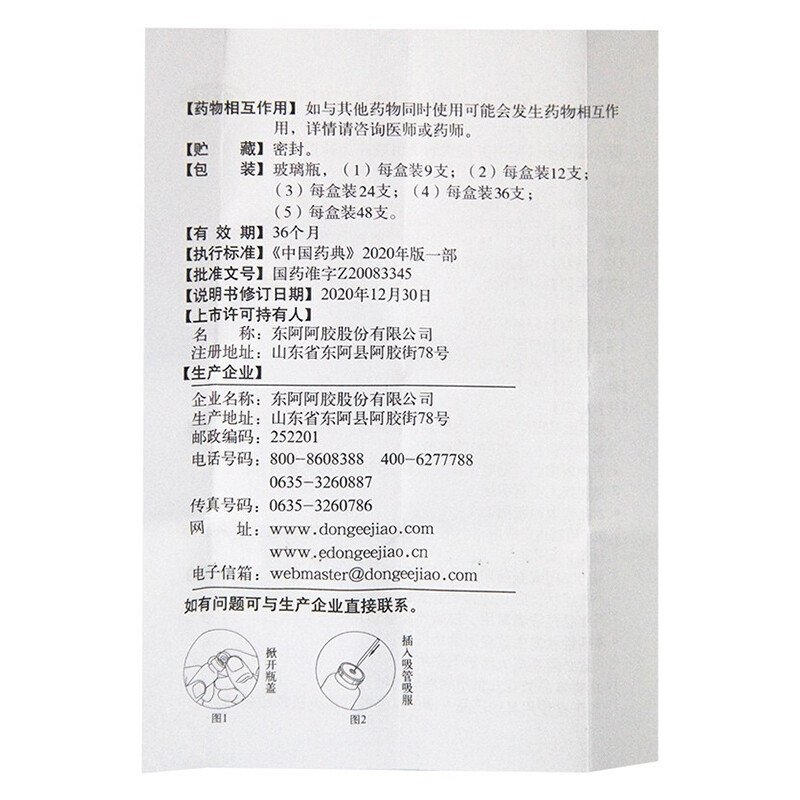 【药物相互作用】如与其他药物同时使用可能会发生药物相互作
用，详情请咨询医师或药师。
【贮 藏】密封。
【包 装】玻璃瓶，（1）每盒装9支；（2）每盒装12支；
（3）每盒装24支；（4）每盒装36支；
（5）每盒装48支。
【有 效 期】36个月
【执行标准】《中国药典》2020年版一部
【批准文号】国药准字Z20083345
【说明书修订日期】2020年12月30日
【上市许可持有人】
名 称：东阿阿胶股份有限公司
注册地址：山东省东阿县阿胶街78号
【生产企业】
企业名称：东阿阿胶股份有限公司
生产地址：山东省东阿县阿胶街78号
邮政编码：252201
电话号码：800-8608388 400-6277788
0635-3260887
传真号码：0635-3260786
网 址：www.dongeejiao.com
www.edongeejiao.cn
电子信箱：webmaster@dongeejiao.com
如有问题可与生产企业直接联系。
掀开瓶盖
图1
插入吸管吸服
图2